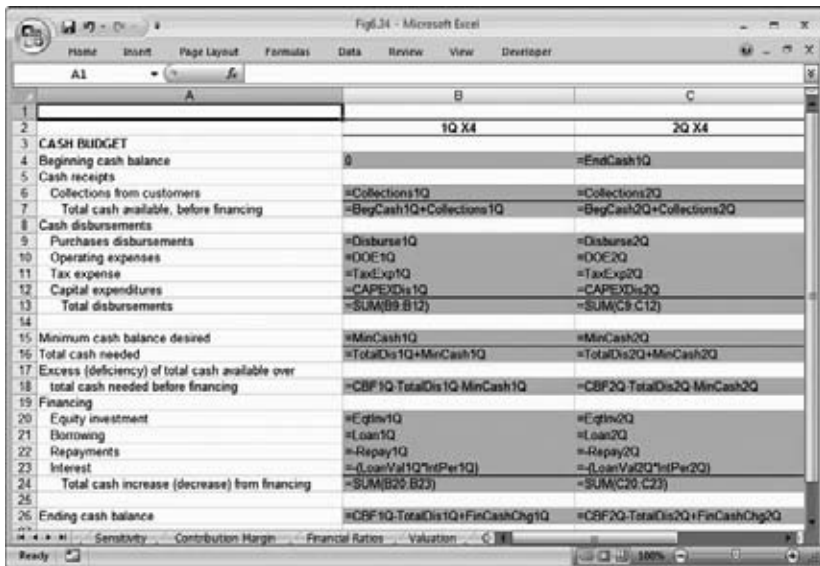 Fig6.24 - Microsoft Excel
Home Insert Page Layout Formulas Data Review View Developer
A1 fx
A B C
1
2 1Q X4 2Q X4
3 CASH BUDGET
4 Beginning cash balance 0 =EndCash1Q
5 Cash receipts
6 Collections from customers =Collections1Q =Collections2Q
7 Total cash available, before financing =BegCash1Q+Collections1Q =BegCash2Q+Collections2Q
8 Cash disbursements
9 Purchases disbursements =Disburse1Q =Disburse2Q
10 Operating expenses =DOE1Q =DOE2Q
11 Tax expense =TaxExp1Q =TaxExp2Q
12 Capital expenditures =CAPEXDis1Q =CAPEXDis2Q
13 Total disbursements =SUM(B9:B12) =SUM(C9:C12)
14
15 Minimum cash balance desired =MinCash1Q =MinCash2Q
16 Total cash needed =TotalDis1Q+MinCash1Q =TotalDis2Q+MinCash2Q
17 Excess (deficiency) of total cash available over
18 total cash needed before financing =CBF1Q-TotalDis1Q-MinCash1Q =CBF2Q-TotalDis2Q-MinCash2Q
19 Financing
20 Equity investment =EqtInv1Q =EqtInv2Q
21 Borrowing =Loan1Q =Loan2Q
22 Repayments =-Repay1Q =-Repay2Q
23 Interest =-(LoanVal1Q*IntPer1Q) =-(LoanVal2Q*IntPer2Q)
24 Total cash increase (decrease) from financing =SUM(B20:B23) =SUM(C20:C23)
25
26 Ending cash balance =CBF1Q-TotalDis1Q+FinCashChg1Q =CBF2Q-TotalDis2Q+FinCashChg2Q
Sensitivity Contribution Margin Financial Ratios Valuation
Ready 100%